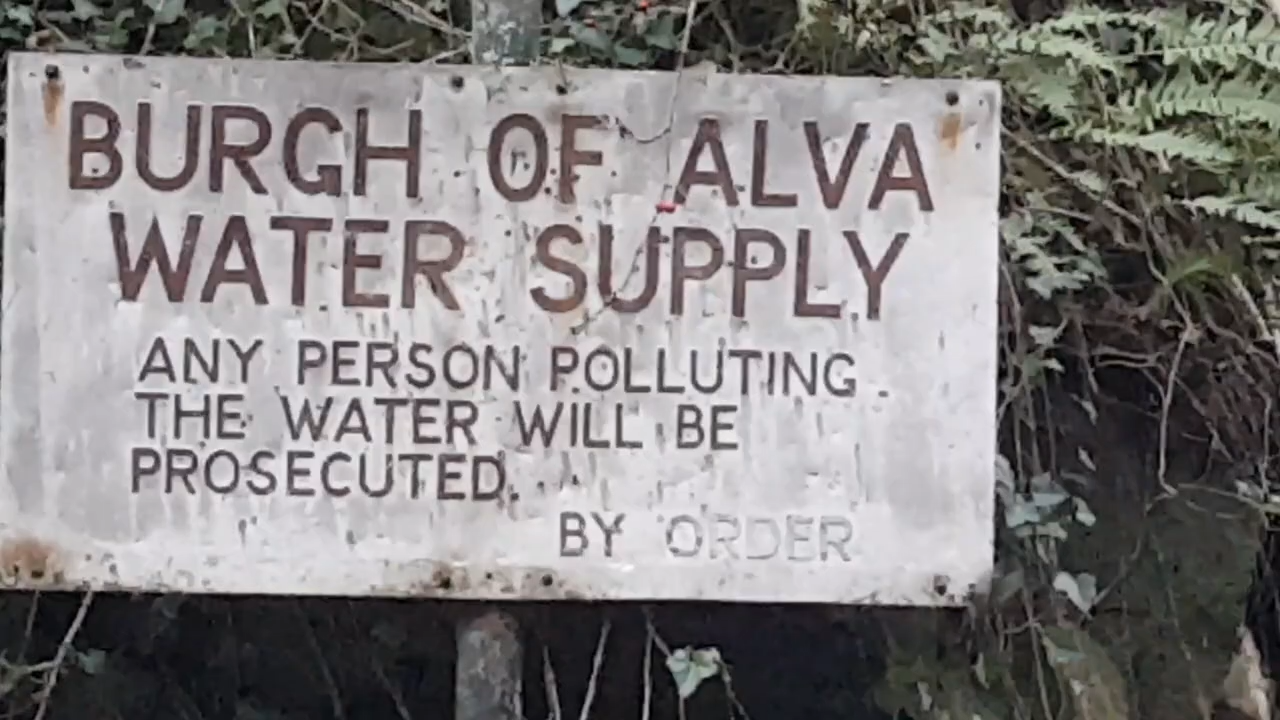 BURGH OF ALVA
WATER SUPPLY
ANY PERSON POLLUTING
THE WATER WILL BE
PROSECUTED.
BY ORDER